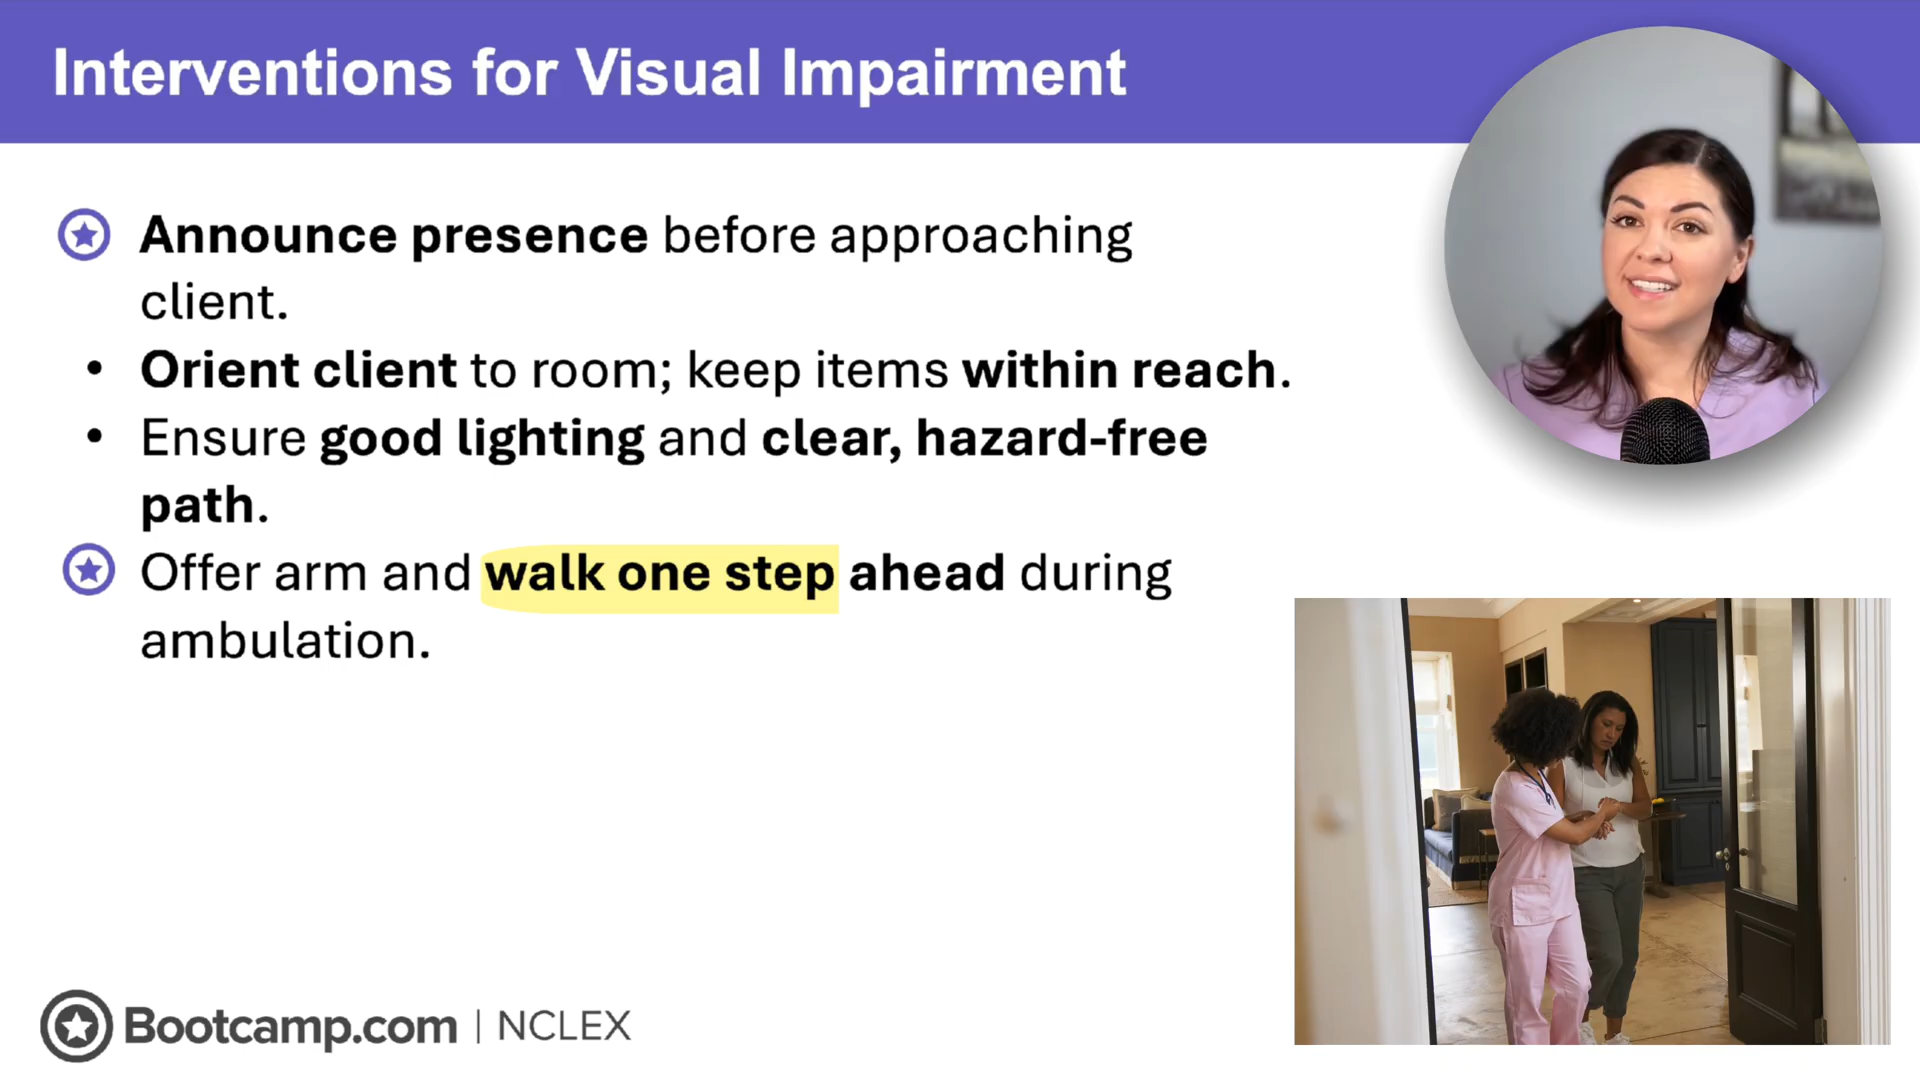 Interventions for Visual Impairment
Announce presence before approaching
client.
• Orient client to room; keep items within reach.
• Ensure good lighting and clear, hazard-free
path.
Offer arm and walk one step ahead during
ambulation.
Bootcamp.com | NCLEX